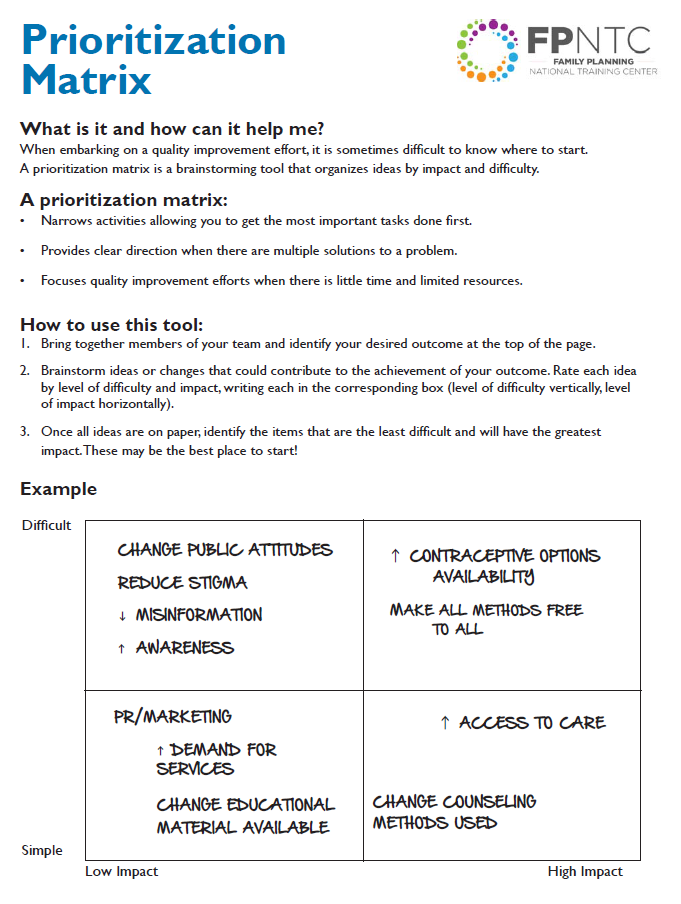 Prioritization
Matrix
FPNTC
FAMILY PLANNING
NATIONAL TRAINING CENTER
What is it and how can it help me?
When embarking on a quality improvement effort, it is sometimes difficult to know where to start.
A prioritization matrix is a brainstorming tool that organizes ideas by impact and difficulty.
A prioritization matrix:
• Narrows activities allowing you to get the most important tasks done first.
• Provides clear direction when there are multiple solutions to a problem.
• Focuses quality improvement efforts when there is little time and limited resources.
How to use this tool:
1. Bring together members of your team and identify your desired outcome at the top of the page.
2. Brainstorm ideas or changes that could contribute to the achievement of your outcome. Rate each idea
by level of difficulty and impact, writing each in the corresponding box (level of difficulty vertically, level
of impact horizontally).
3. Once all ideas are on paper, identify the items that are the least difficult and will have the greatest
impact. These may be the best place to start!
Example
Difficult
CHANGE PUBLIC ATTITUDES
REDUCE STIGMA
↓ MISINFORMATION
↑ AWARENESS
↑ CONTRACEPTIVE OPTIONS
AVAILABILITY
MAKE ALL METHODS FREE
TO ALL
PR/MARKETING
↑ DEMAND FOR
SERVICES
CHANGE EDUCATIONAL
MATERIAL AVAILABLE
↑ ACCESS TO CARE
CHANGE COUNSELING
METHODS USED
Simple
Low Impact
High Impact